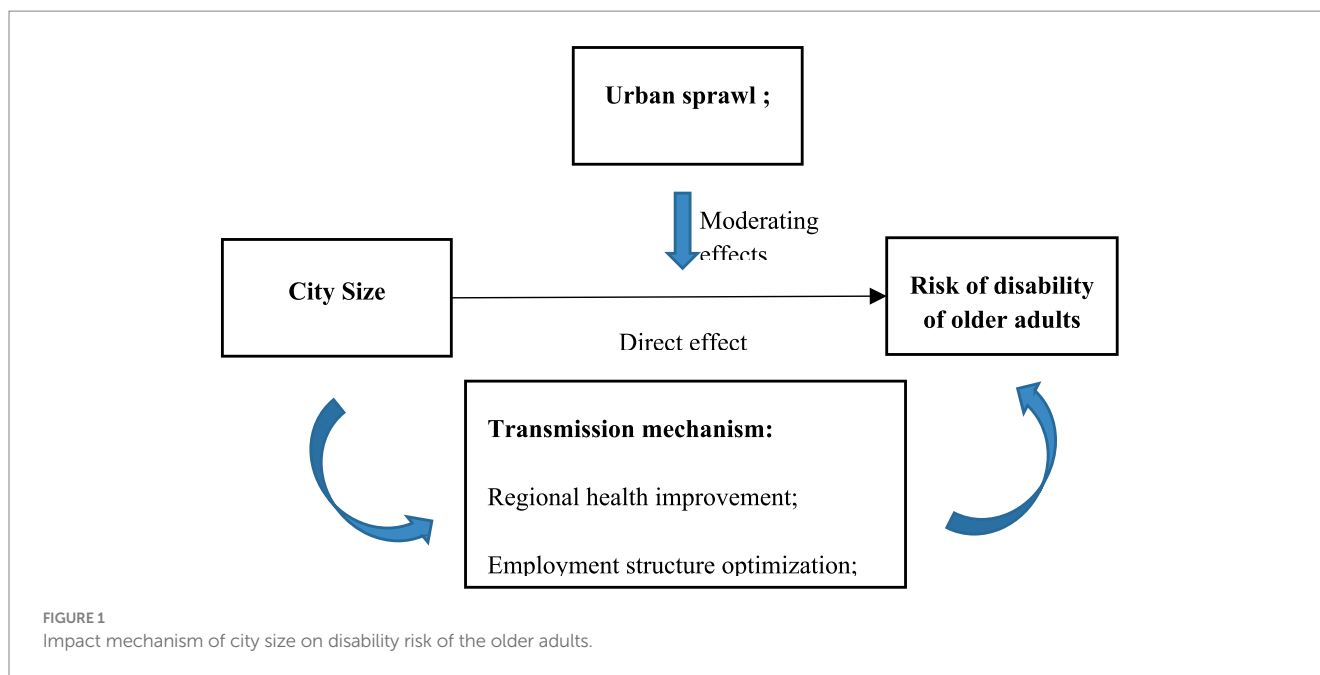 Urban sprawl ;
Moderating
effects
City Size
Risk of disability
of older adults
Direct effect
Transmission mechanism:
Regional health improvement;
Employment structure optimization;
FIGURE 1
Impact mechanism of city size on disability risk of the older adults.